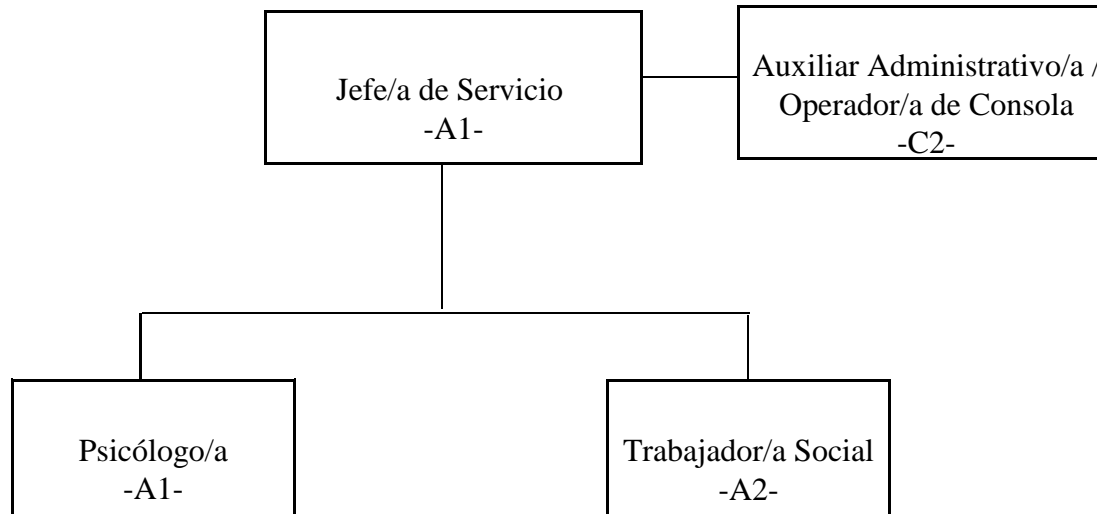 Jefe/a de Servicio
-A1-
Auxiliar Administrativo/a /
Operador/a de Consola
-C2-
Psicólogo/a
-A1-
Trabajador/a Social
-A2-